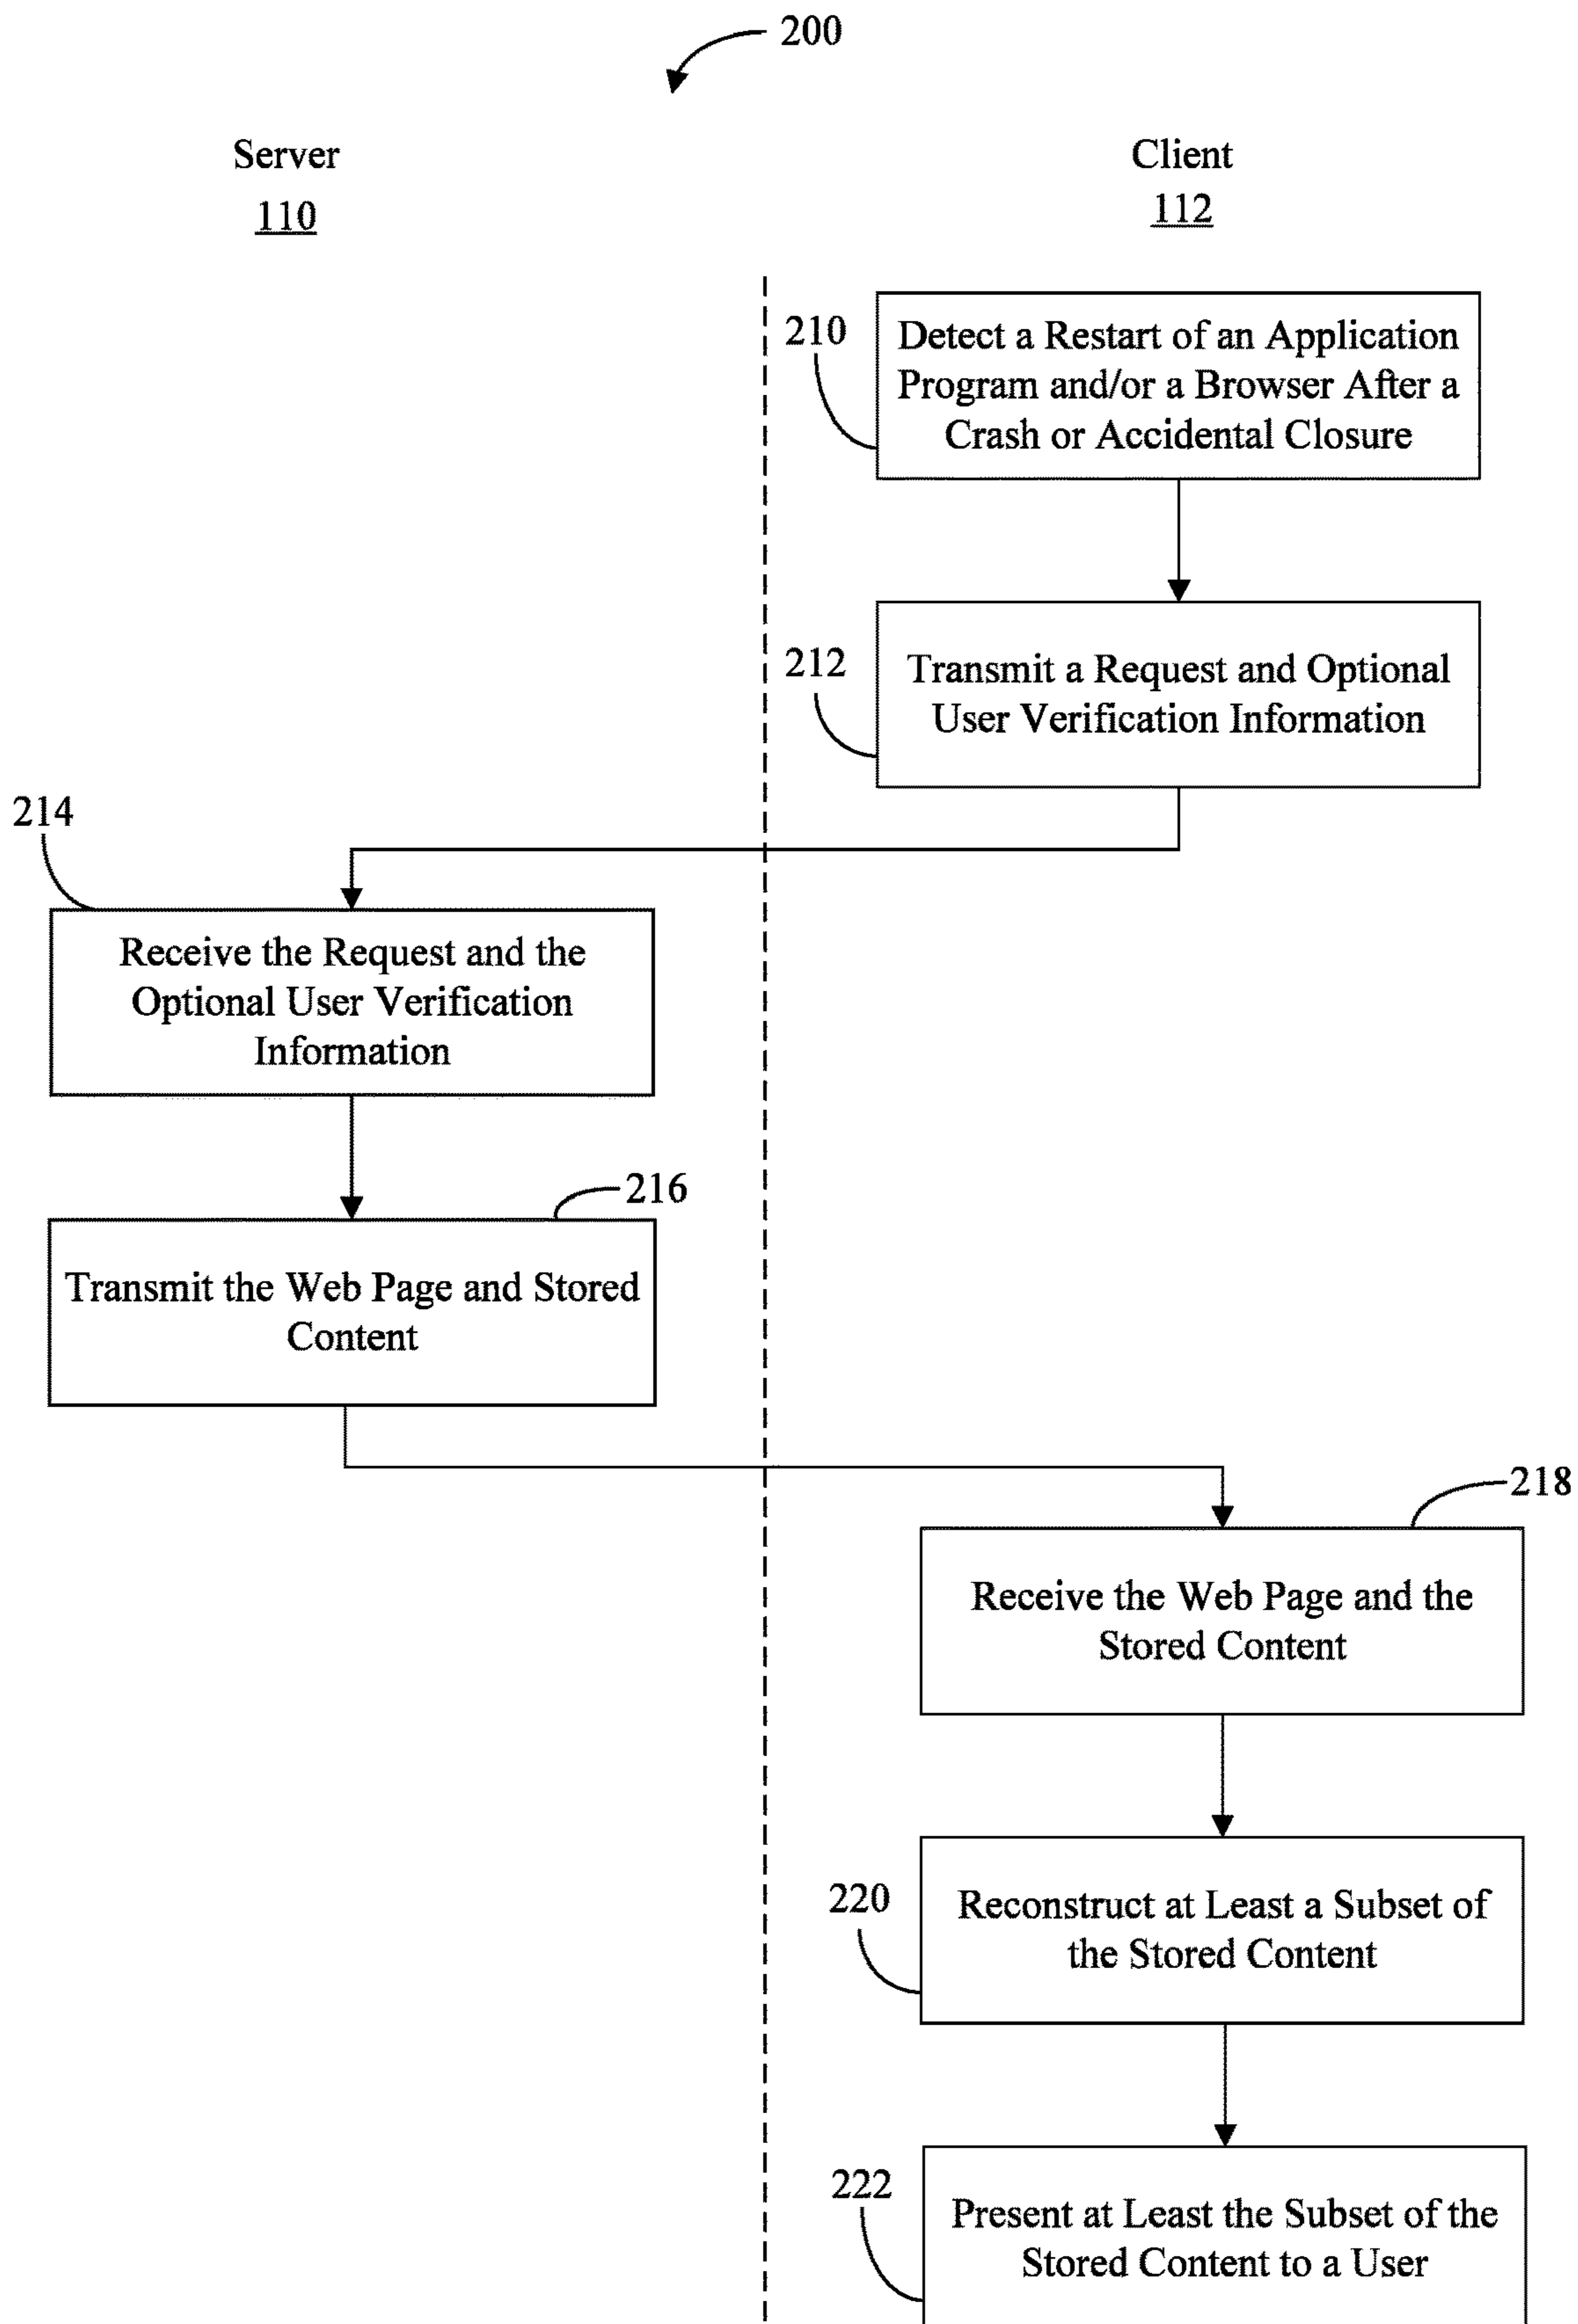 200
Server
110
Client
112
210
Detect a Restart of an Application
Program and/or a Browser After a
Crash or Accidental Closure
212
Transmit a Request and Optional
User Verification Information
214
Receive the Request and the
Optional User Verification
Information
216
Transmit the Web Page and Stored
Content
218
Receive the Web Page and the
Stored Content
220
Reconstruct at Least a Subset of
the Stored Content
222
Present at Least the Subset of the
Stored Content to a User